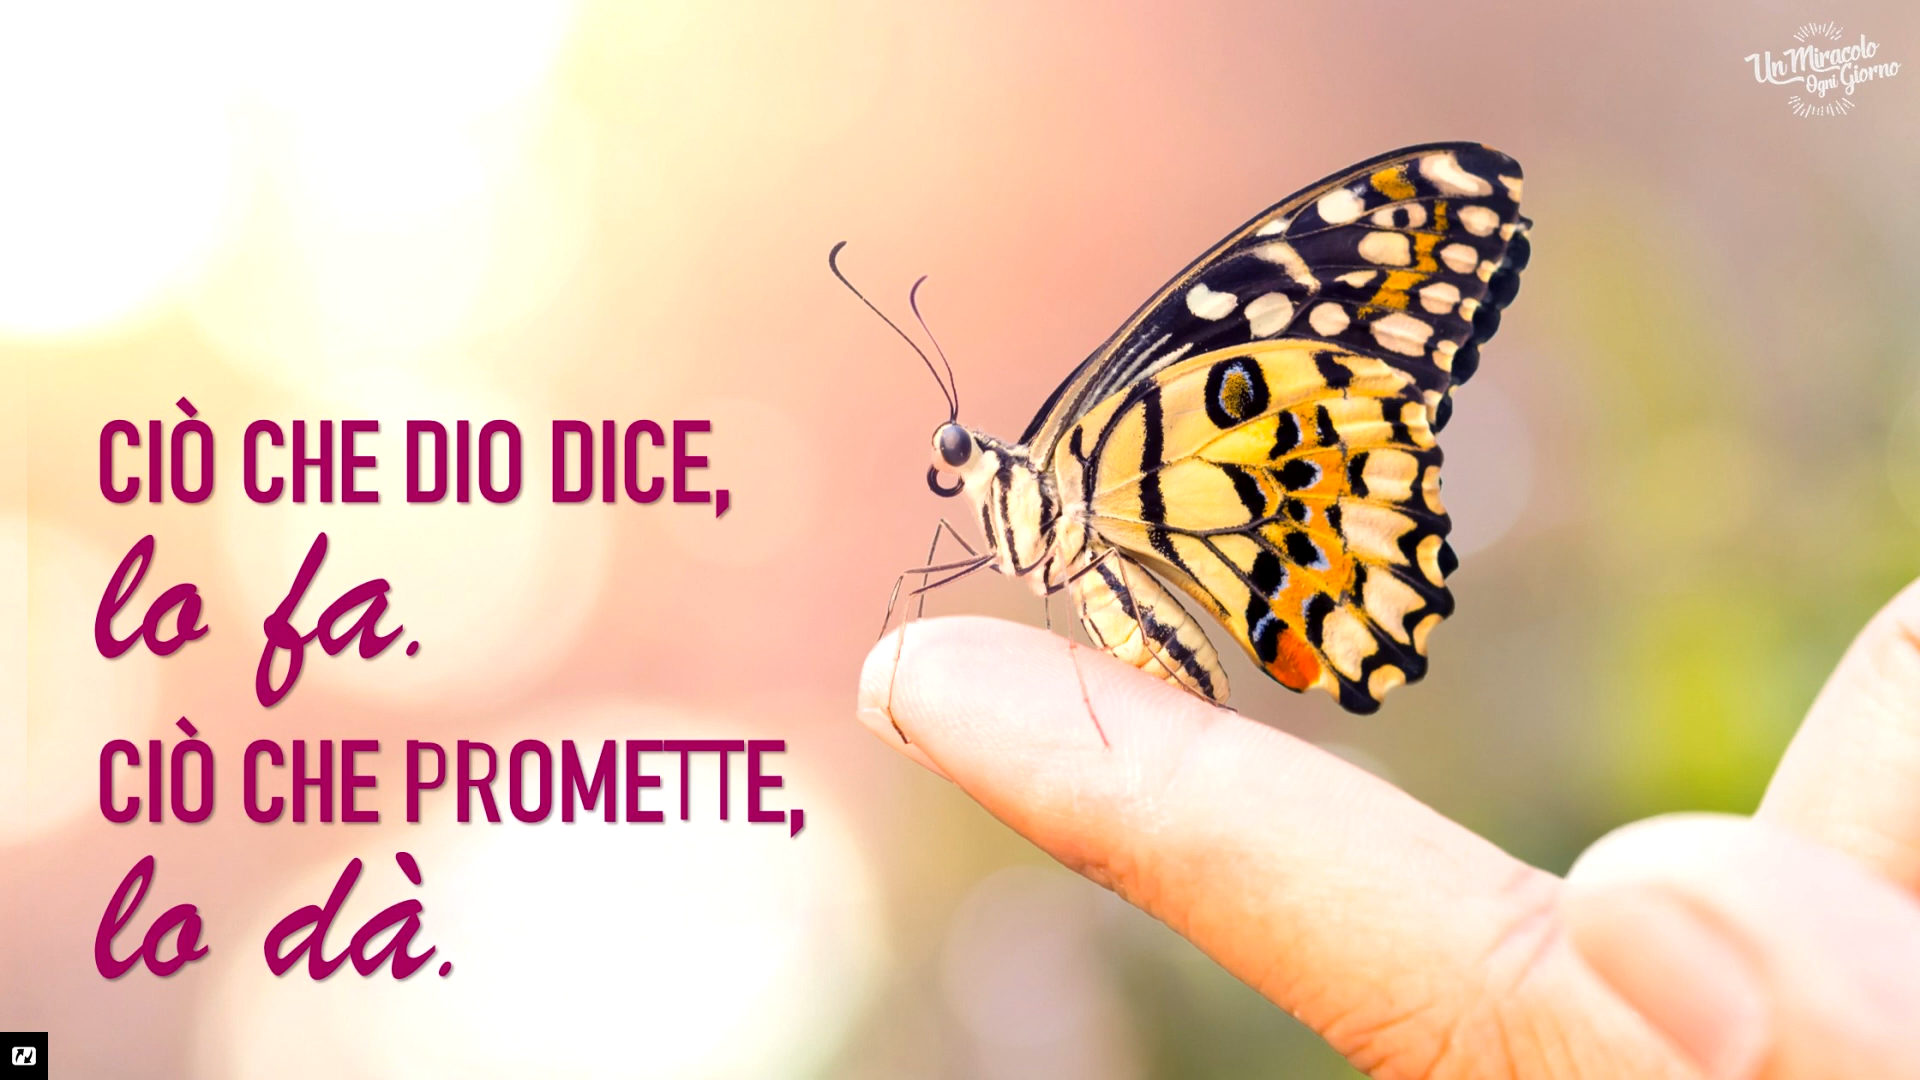 Un Miracolo
Ogni Giorno
CIÒ CHE DIO DICE,
lo fa.
CIÒ CHE PROMETTE,
lo dà.